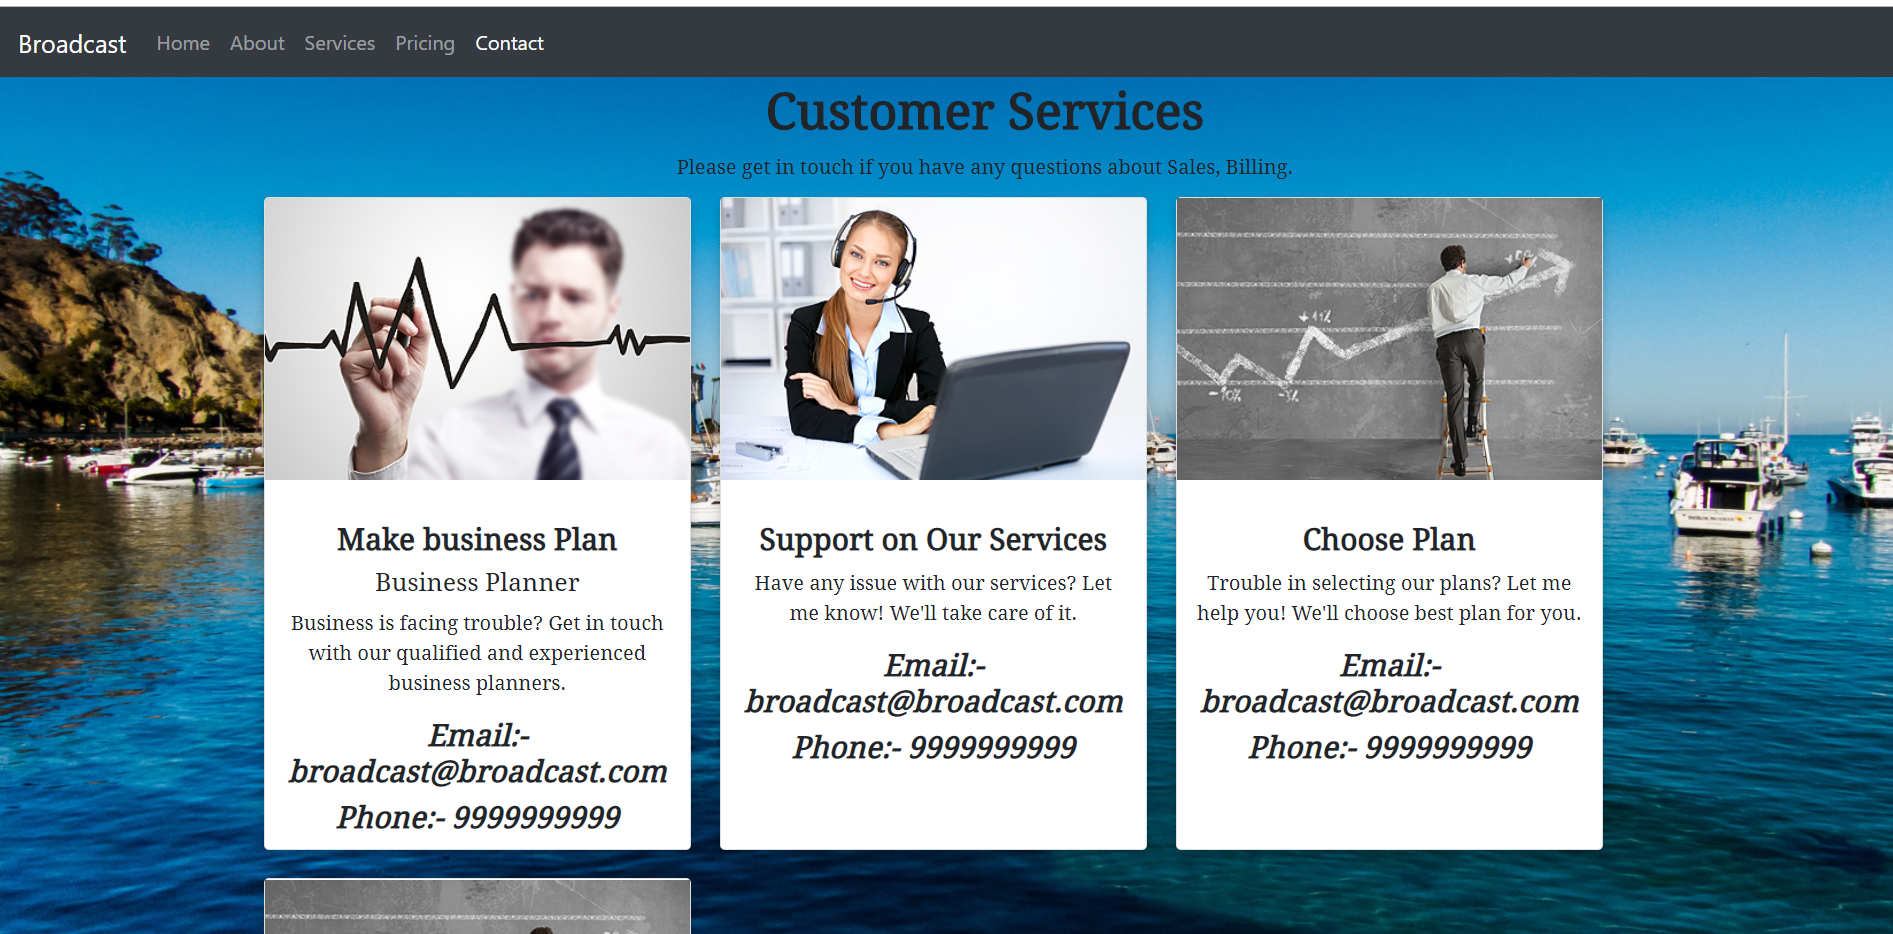 Broadcast Home About Services Pricing Contact
Customer Services
Please get in touch if you have any questions about Sales, Billing.
+11%
-10%
Make business Plan
Business Planner
Business is facing trouble? Get in touch
with our qualified and experienced
business planners.
Email:-
broadcast@broadcast.com
Phone:- 9999999999
Support on Our Services
Have any issue with our services? Let
me know! We'll take care of it.
Email:-
broadcast@broadcast.com
Phone:- 9999999999
Choose Plan
Trouble in selecting our plans? Let me
help you! We'll choose best plan for you.
Email:-
broadcast@broadcast.com
Phone:- 9999999999